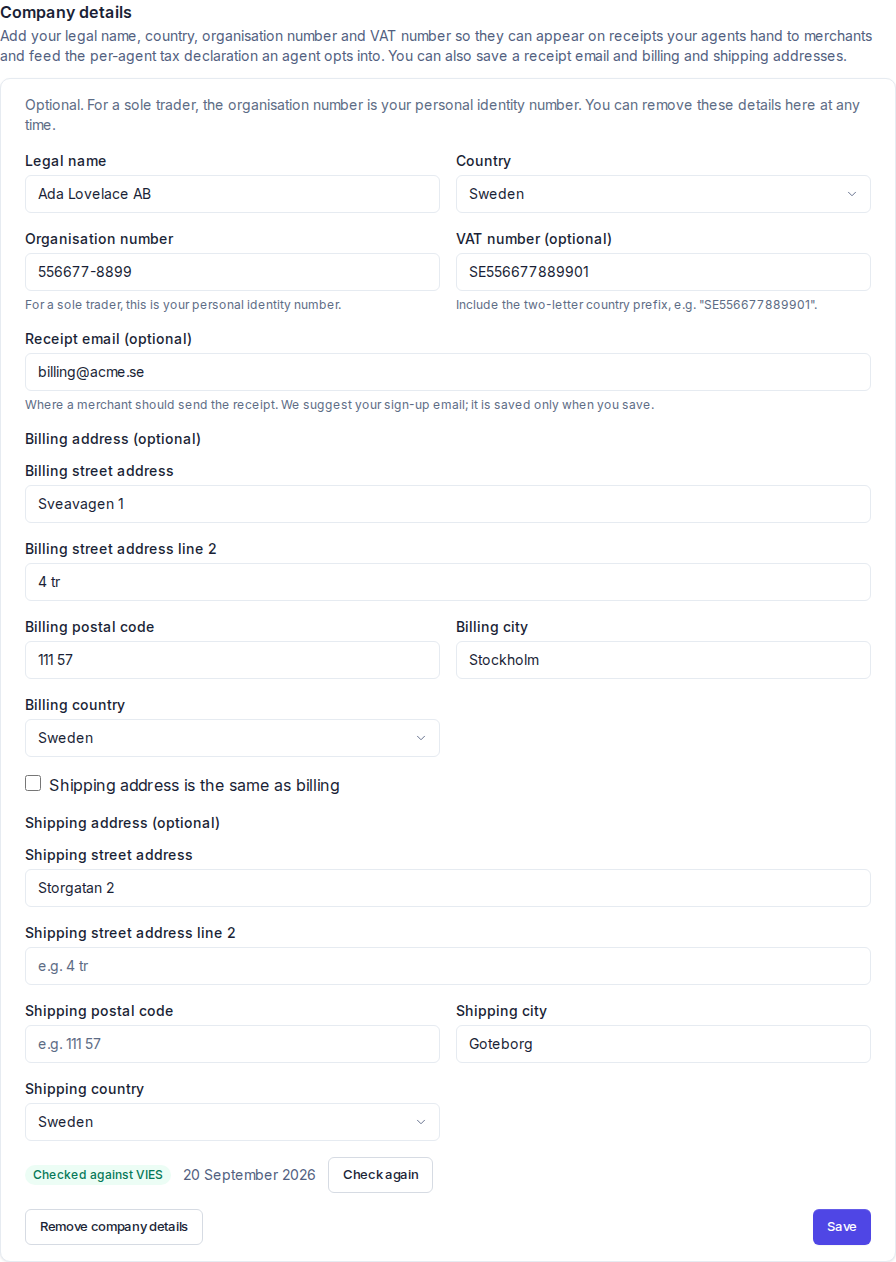 Company details
Add your legal name, country, organisation number and VAT number so they can appear on receipts your agents hand to merchants
and feed the per-agent tax declaration an agent opts into. You can also save a receipt email and billing and shipping addresses.
Optional. For a sole trader, the organisation number is your personal identity number. You can remove these details here at any
time.
Legal name
Country
Ada Lovelace AB
Sweden
Organisation number
VAT number (optional)
556677-8899
SE556677889901
For a sole trader, this is your personal identity number.
Include the two-letter country prefix, e.g. "SE556677889901".
Receipt email (optional)
billing@acme.se
Where a merchant should send the receipt. We suggest your sign-up email; it is saved only when you save.
Billing address (optional)
Billing street address
Sveavagen 1
Billing street address line 2
4 tr
Billing postal code
Billing city
111 57
Stockholm
Billing country
Sweden
Shipping address is the same as billing
Shipping address (optional)
Shipping street address
Storgatan 2
Shipping street address line 2
e.g. 4 tr
Shipping postal code
Shipping city
e.g. 111 57
Goteborg
Shipping country
Sweden
Checked against VIES
20 September 2026
Check again
Remove company details
Save